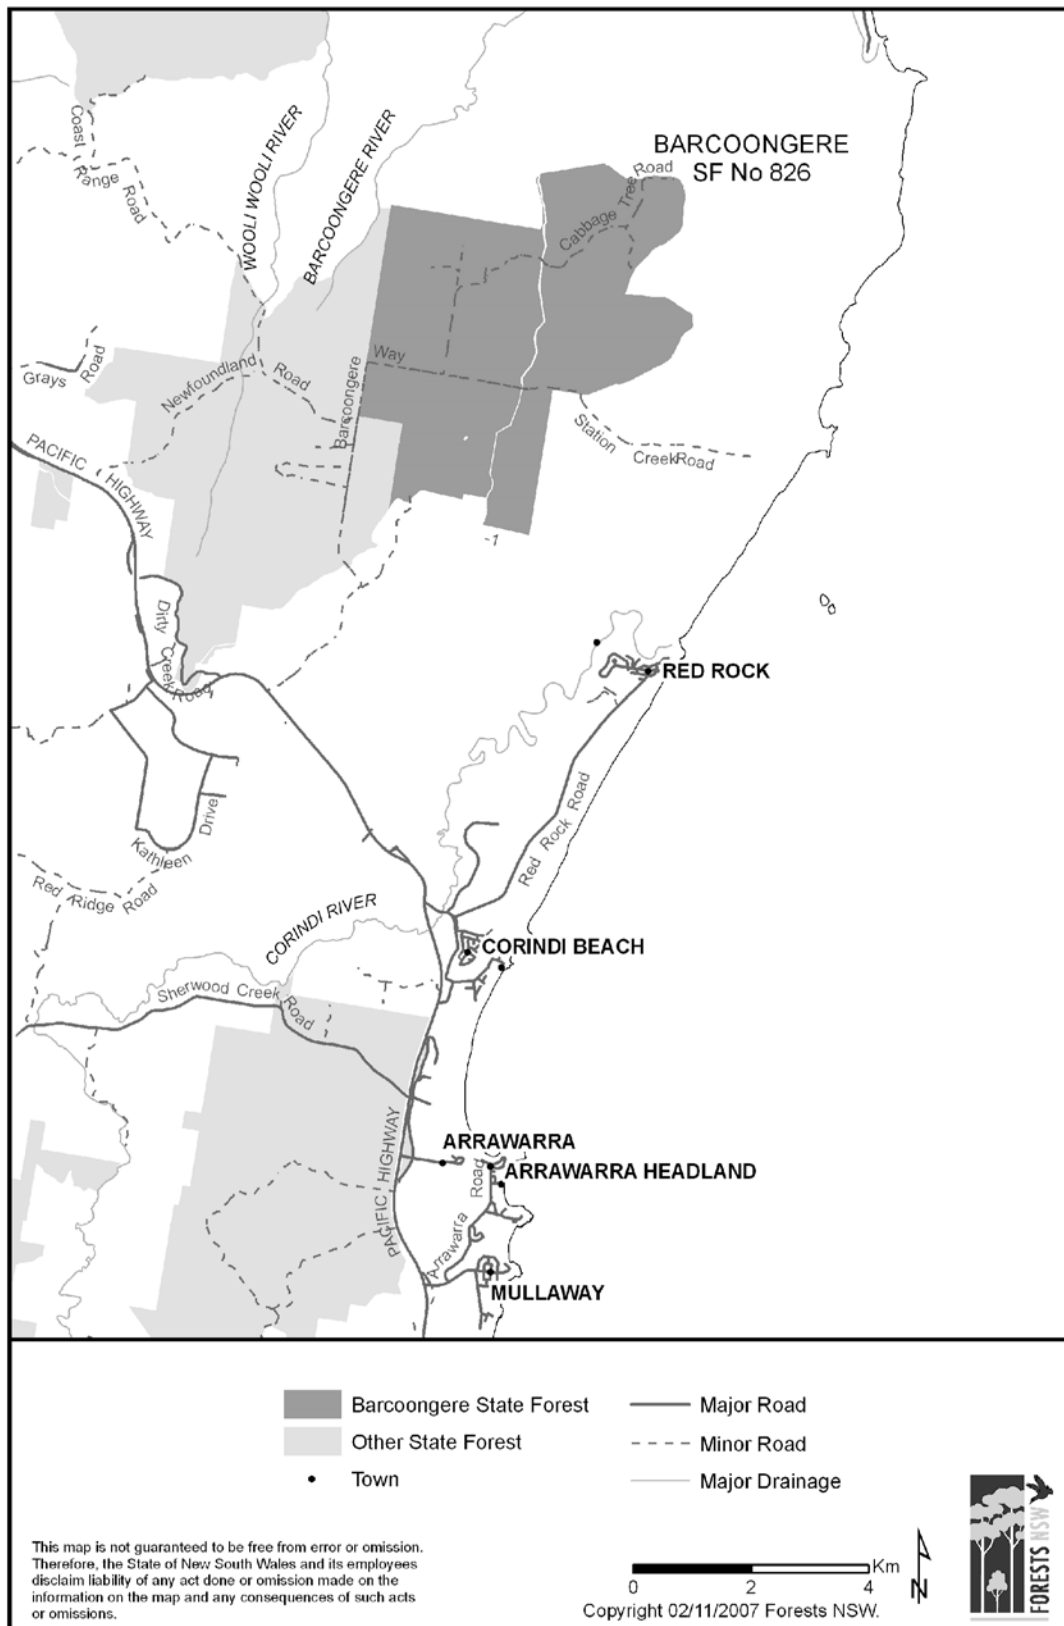 BARCOONGERE
SF No 826
Coast
Range
Road
WOOLI WOOLI RIVER
BARCOONGERE RIVER
Cabbage Tree Road
Grays Road
Newfoundland Road
Barcoongere Way
Station Creek Road
PACIFIC HIGHWAY
-1
Dirty Creek Road
RED ROCK
Kathleen Drive
Red Rock Road
Red Ridge Road
CORINDI RIVER
CORINDI BEACH
Sherwood Creek Road
PACIFIC HIGHWAY
ARRAWARRA
ARRAWARRA HEADLAND
PACIFIC HIGHWAY
Arrawarra Road
MULLAWAY
Barcoongere State Forest
Other State Forest
Town
Major Road
Minor Road
Major Drainage
This map is not guaranteed to be free from error or omission.
Therefore, the State of New South Wales and its employees
disclaim liability of any act done or omission made on the
information on the map and any consequences of such acts
or omissions.
Km
0 2 4
Copyright 02/11/2007 Forests NSW.
N
FORESTS NSW